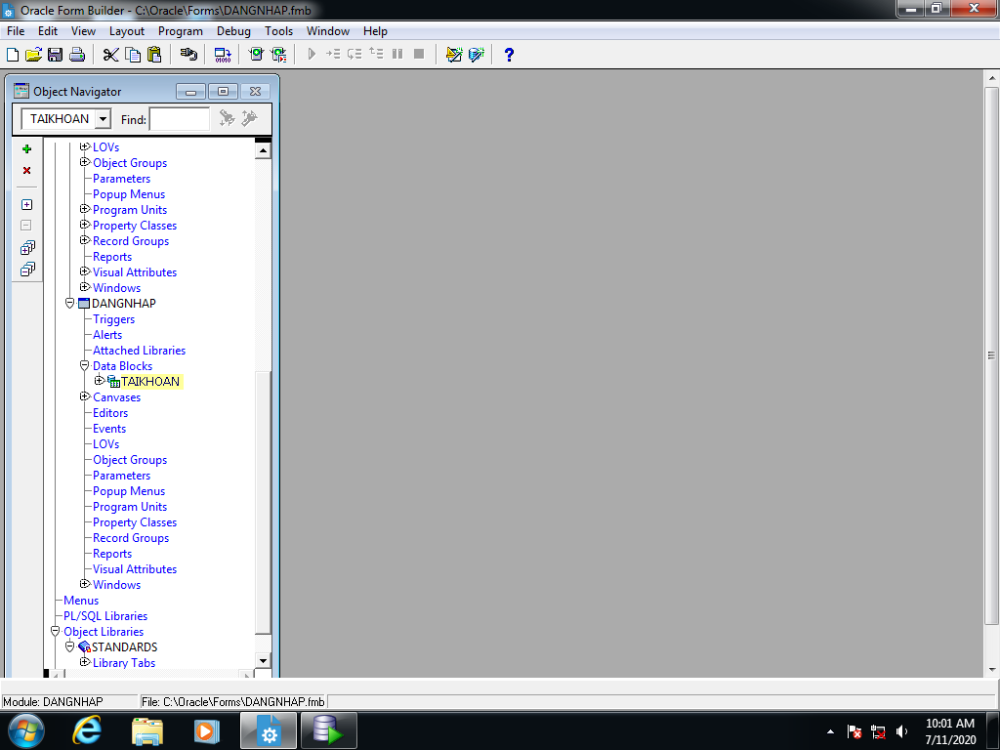 Oracle Form Builder - C:\Oracle\Forms\DANGNHAP.fmb
File Edit View Layout Program Debug Tools Window Help
Object Navigator
TAIKHOAN Find:
LOVs
Object Groups
Parameters
Popup Menus
Program Units
Property Classes
Record Groups
Reports
Visual Attributes
Windows
DANGNHAP
Triggers
Alerts
Attached Libraries
Data Blocks
TAIKHOAN
Canvases
Editors
Events
LOVs
Object Groups
Parameters
Popup Menus
Program Units
Property Classes
Record Groups
Reports
Visual Attributes
Windows
Menus
PL/SQL Libraries
Object Libraries
STANDARDS
Library Tabs
Module: DANGNHAP File: C:\Oracle\Forms\DANGNHAP.fmb
10:01 AM
7/11/2020